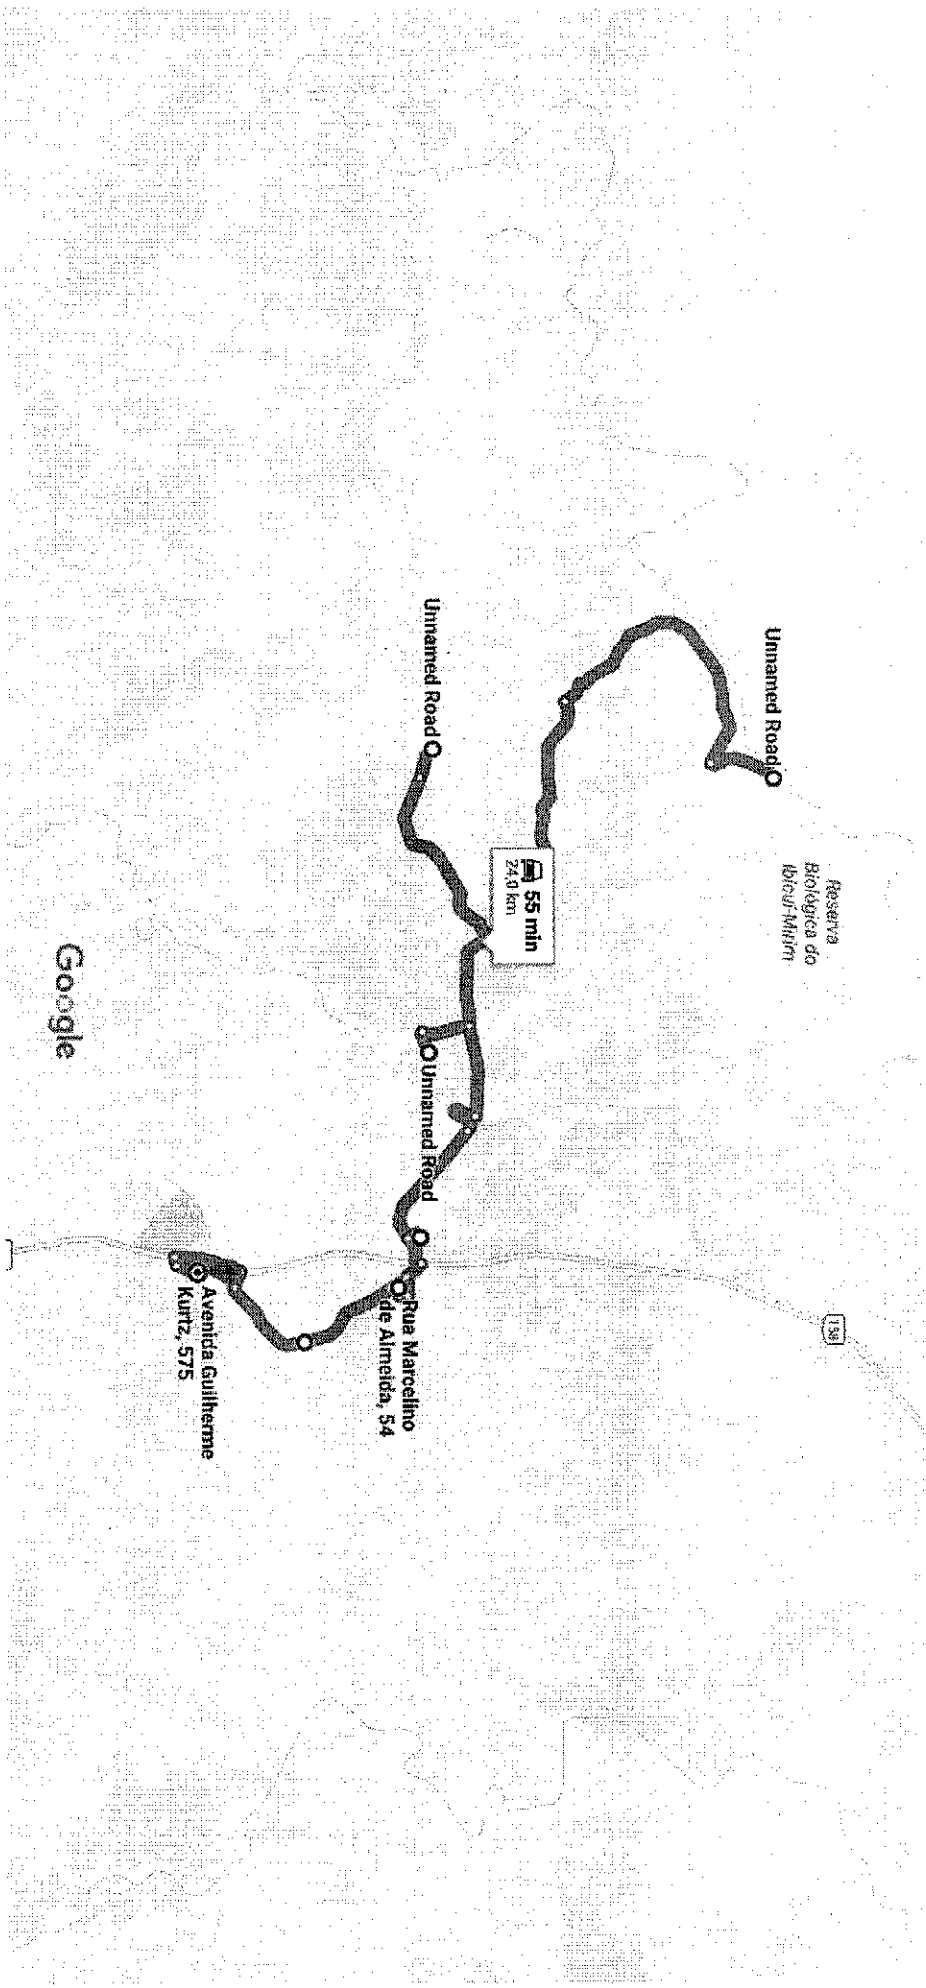 Unnamed Road
Reserva
Biológica do
Ibicuí-Mirim
Unnamed Road
55 min
24,0 km
Unnamed Road
158
Rua Marcelino
de Almeida, 54
Avenida Guilherme
Kurtz, 575
Google